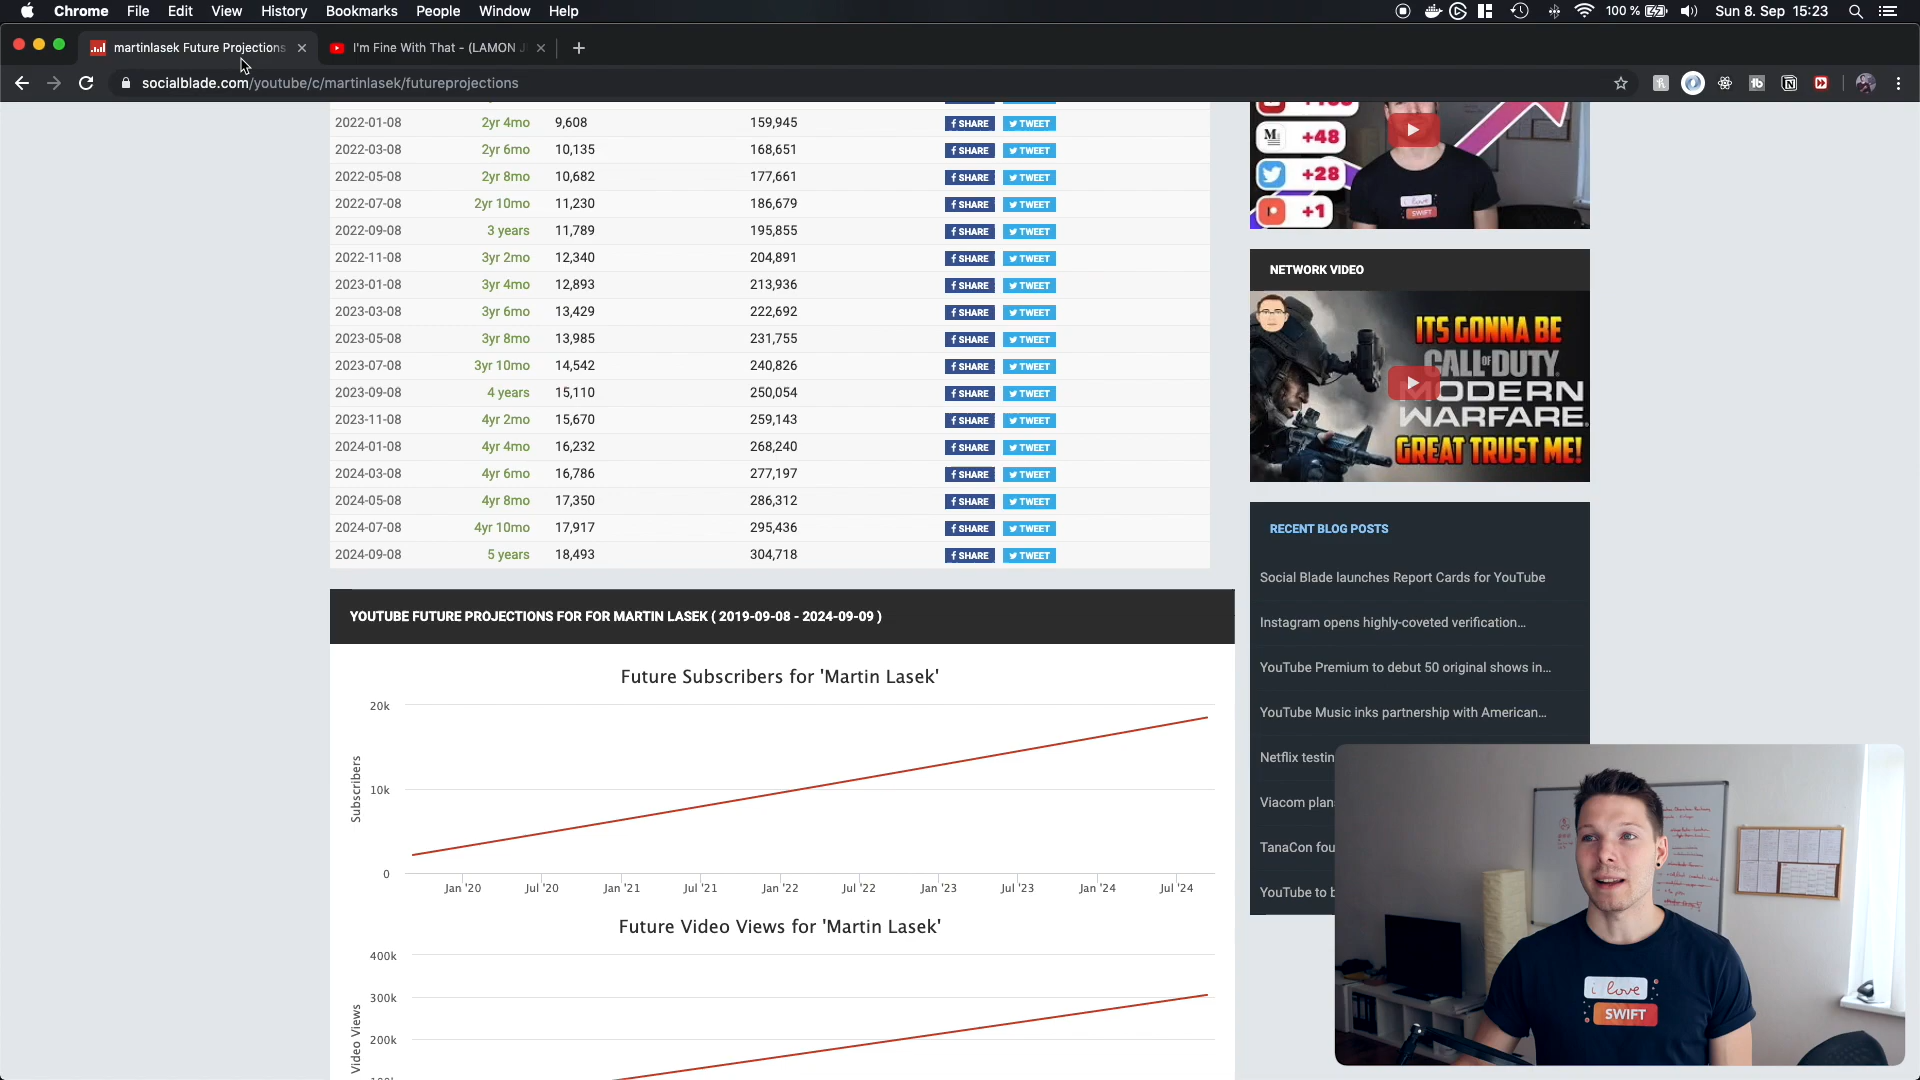 Chrome File Edit View History Bookmarks People Window Help
100 % Sun 8. Sep 15:23
martinlasek Future Projections
I'm Fine With That - (LAMON J
socialblade.com/youtube/c/martinlasek/futureprojections
2022-01-08 2yr 4mo 9,608 159,945 SHARE TWEET
2022-03-08 2yr 6mo 10,135 168,651 SHARE TWEET
2022-05-08 2yr 8mo 10,682 177,661 SHARE TWEET
2022-07-08 2yr 10mo 11,230 186,679 SHARE TWEET
2022-09-08 3 years 11,789 195,855 SHARE TWEET
2022-11-08 3yr 2mo 12,340 204,891 SHARE TWEET
2023-01-08 3yr 4mo 12,893 213,936 SHARE TWEET
2023-03-08 3yr 6mo 13,429 222,692 SHARE TWEET
2023-05-08 3yr 8mo 13,985 231,755 SHARE TWEET
2023-07-08 3yr 10mo 14,542 240,826 SHARE TWEET
2023-09-08 4 years 15,110 250,054 SHARE TWEET
2023-11-08 4yr 2mo 15,670 259,143 SHARE TWEET
2024-01-08 4yr 4mo 16,232 268,240 SHARE TWEET
2024-03-08 4yr 6mo 16,786 277,197 SHARE TWEET
2024-05-08 4yr 8mo 17,350 286,312 SHARE TWEET
2024-07-08 4yr 10mo 17,917 295,436 SHARE TWEET
2024-09-08 5 years 18,493 304,718 SHARE TWEET
YOUTUBE FUTURE PROJECTIONS FOR FOR MARTIN LASEK ( 2019-09-08 - 2024-09-09 )
Future Subscribers for 'Martin Lasek'
Subscribers
20k
10k
0
Jan '20 Jul '20 Jan '21 Jul '21 Jan '22 Jul '22 Jan '23 Jul '23 Jan '24 Jul '24
Future Video Views for 'Martin Lasek'
Video Views
400k
300k
200k
M +48
+28
+1
i love
SWIFT
NETWORK VIDEO
ITS GONNA BE
CALL OF DUTY
MODERN
WARFARE
GREAT TRUST ME!
RECENT BLOG POSTS
Social Blade launches Report Cards for YouTube
Instagram opens highly-coveted verification...
YouTube Premium to debut 50 original shows in...
YouTube Music inks partnership with American...
Netflix testin
Viacom plan
TanaCon fou
YouTube to b
i love
SWIFT